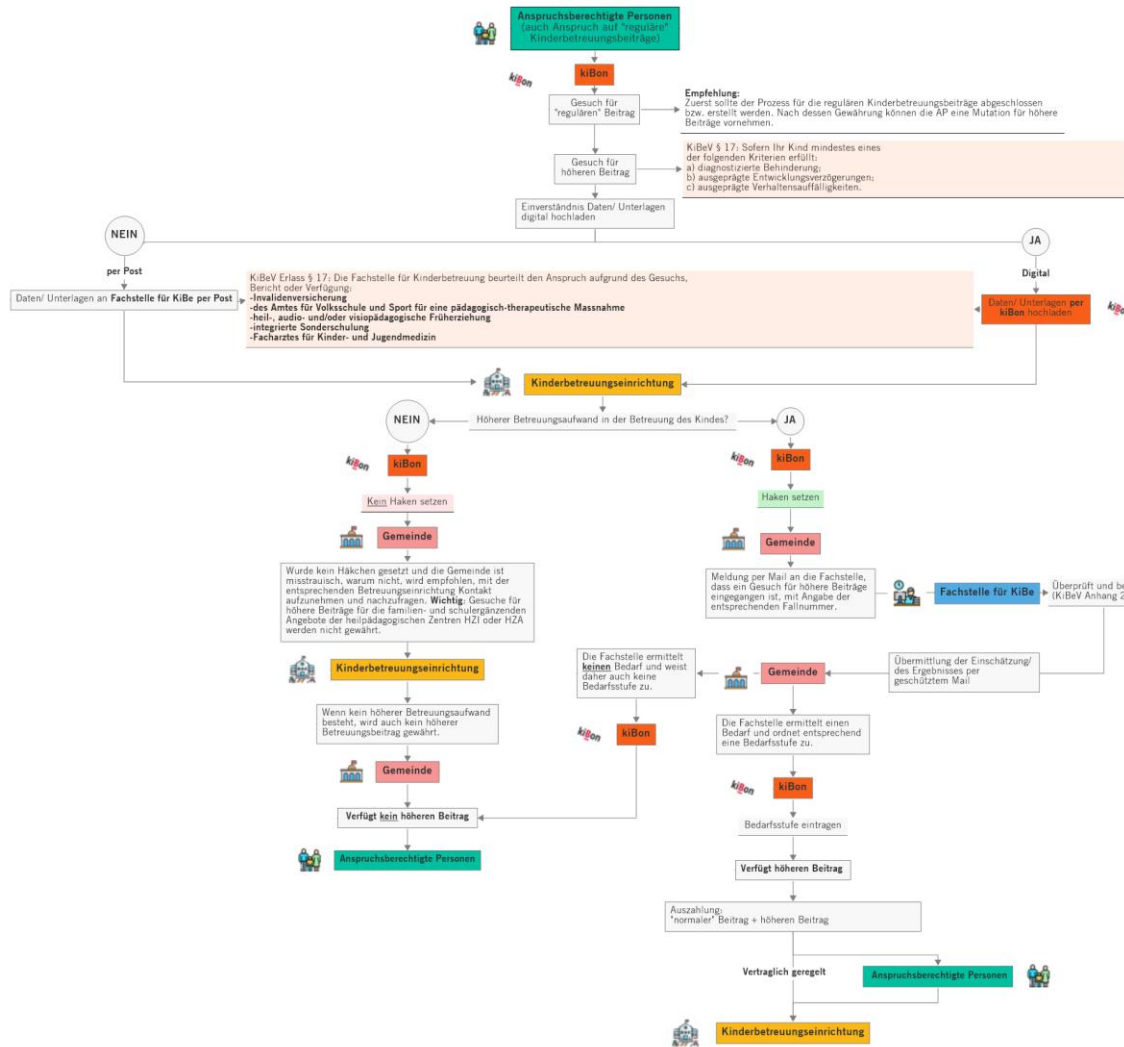 Anspruchsberechtigte Personen
(auch Anspruch auf "reguläre"
Kinderbetreuungsbeiträge)
kiBon
kiBon
Gesuch für
"regulären" Beitrag
Empfehlung:
Zuerst sollte der Prozess für die regulären Kinderbetreuungsbeiträge abgeschlossen
bzw. erstellt werden. Nach dessen Gewährung können die AP eine Mutation für höhere
Beiträge vornehmen.
Gesuch für
höheren Beitrag
KiBeV § 17: Sofern Ihr Kind mindestes eines
der folgenden Kriterien erfüllt:
a) diagnostizierte Behinderung;
b) ausgeprägte Entwicklungsverzögerungen;
c) ausgeprägte Verhaltensauffälligkeiten.
Einverständnis Daten/ Unterlagen
digital hochladen
NEIN
JA
per Post
Digital
Daten/ Unterlagen an Fachstelle für KiBe per Post
KiBeV Erlass § 17: Die Fachstelle für Kinderbetreuung beurteilt den Anspruch aufgrund des Gesuchs,
Bericht oder Verfügung:
-Invalidenversicherung
-des Amtes für Volksschule und Sport für eine pädagogisch-therapeutische Massnahme
-heil-, audio- und/oder visiopädagogische Früherziehung
-integrierte Sonderschulung
-Facharztes für Kinder- und Jugendmedizin
Daten/ Unterlagen per
kiBon hochladen
Kinderbetreuungseinrichtung
NEIN
Höherer Betreuungsaufwand in der Betreuung des Kindes?
JA
kiBon
kiBon
kiBon
kiBon
Kein Haken setzen
Haken setzen
Gemeinde
Gemeinde
Wurde kein Häkchen gesetzt und die Gemeinde ist
misstrauisch, warum nicht, wird empfohlen, mit der
entsprechenden Betreuungseinrichtung Kontakt
aufzunehmen und nachzufragen. Wichtig: Gesuche für
höhere Beiträge für die familien- und schulergänzenden
Angebote der heilpädagogischen Zentren HZI oder HZA
werden nicht gewährt.
Meldung per Mail an die Fachstelle,
dass ein Gesuch für höhere Beiträge
eingegangen ist, mit Angabe der
entsprechenden Fallnummer.
Fachstelle für KiBe
Überprüft und be
(KiBeV Anhang 2
Kinderbetreuungseinrichtung
Die Fachstelle ermittelt
keinen Bedarf und weist
daher auch keine
Bedarfsstufe zu.
Gemeinde
Übermittlung der Einschätzung/
des Ergebnisses per
geschütztem Mail
Wenn kein höherer Betreuungsaufwand
besteht, wird auch kein höherer
Betreuungsbeitrag gewährt.
kiBon
kiBon
Die Fachstelle ermittelt einen
Bedarf und ordnet entsprechend
eine Bedarfsstufe zu.
Gemeinde
kiBon
kiBon
Verfügt kein höheren Beitrag
Bedarfsstufe eintragen
Anspruchsberechtigte Personen
Verfügt höheren Beitrag
Auszahlung:
"normaler" Beitrag + höheren Beitrag
Vertraglich geregelt
Anspruchsberechtigte Personen
Kinderbetreuungseinrichtung